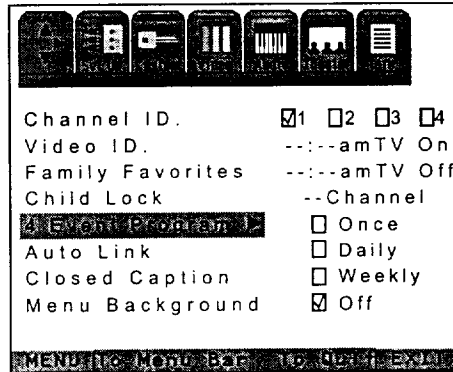 Channel ID. 1 2 3 4
Video ID. --:--amTV On
Family Favorites --:--amTV Off
Child Lock --Channel
4 Event Program Once
Auto Link Daily
Closed Caption Weekly
Menu Background Off
MENU To Menu Bar To Quit EXIT